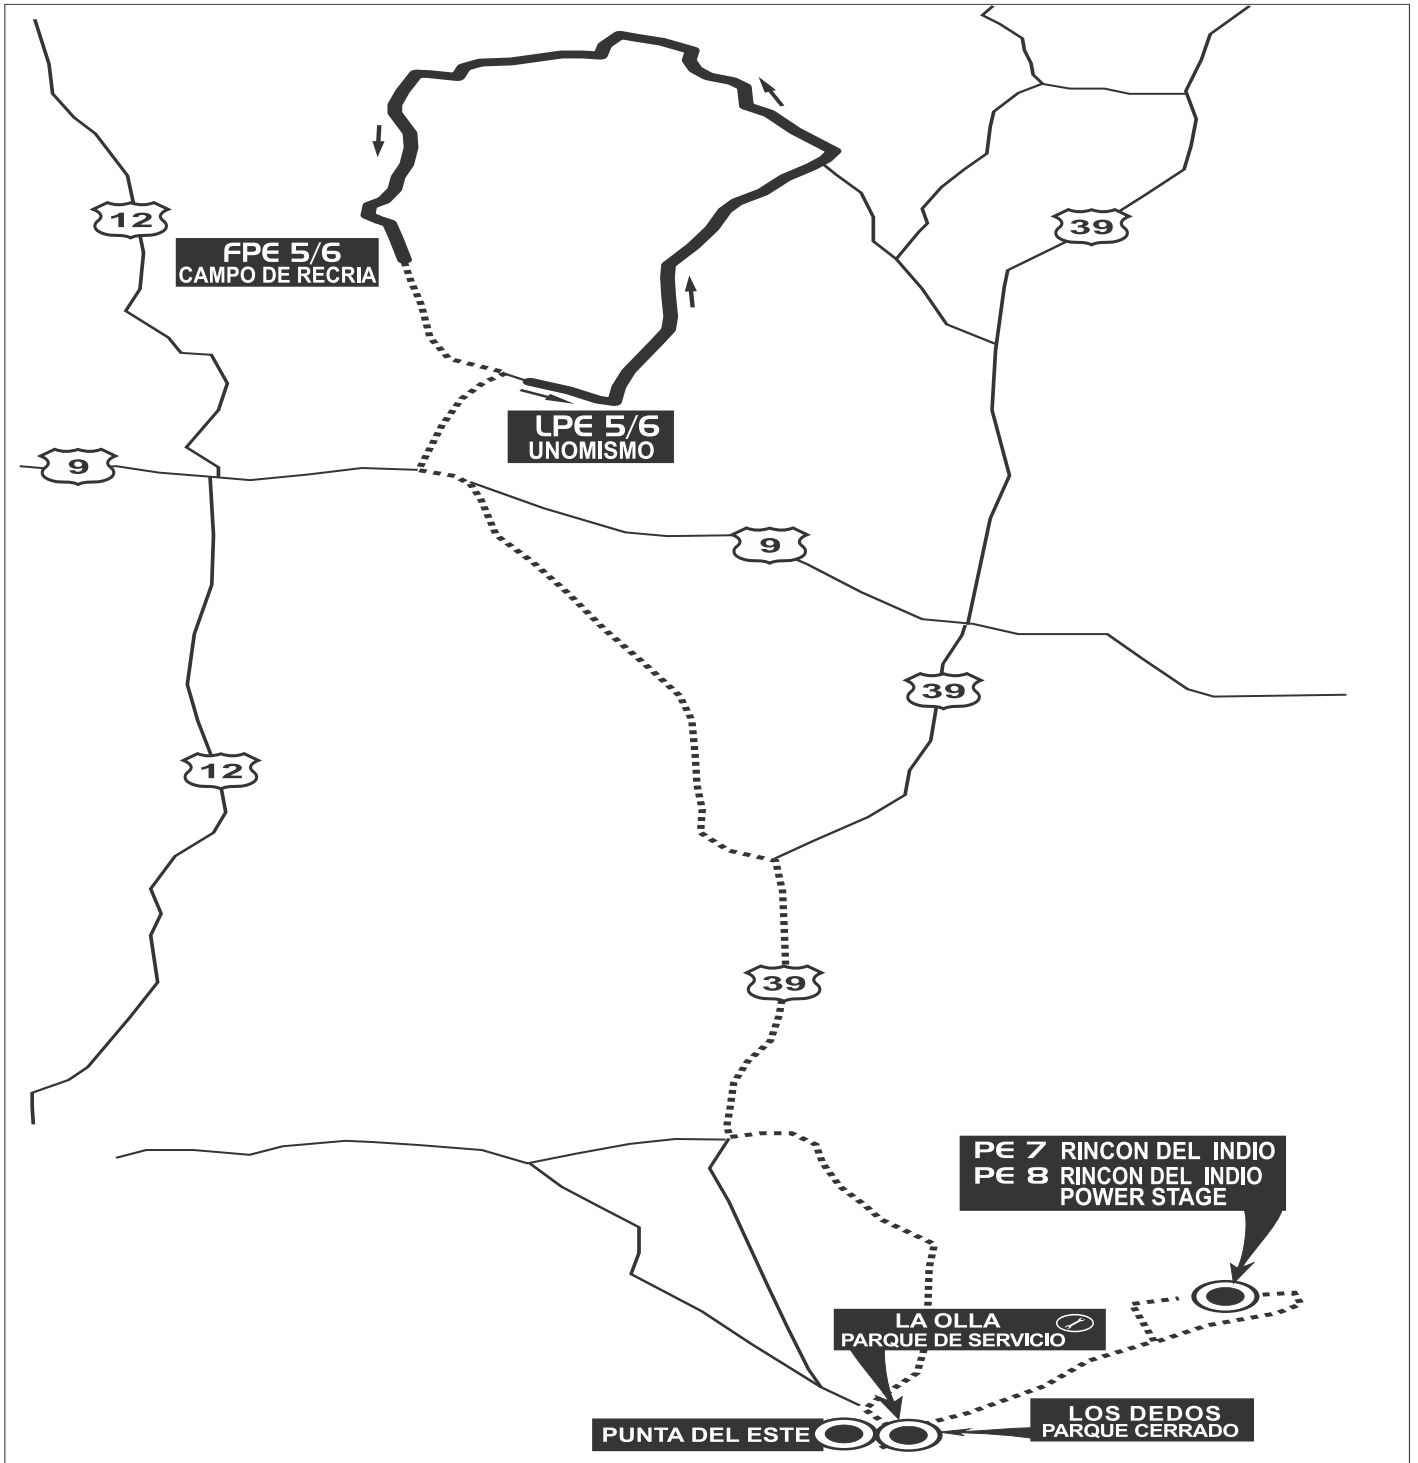 12
39
FPE 5/6
CAMPO DE RECRIA
LPE 5/6
UNOMISMO
9
9
39
12
39
PE 7 RINCON DEL INDIO
PE 8 RINCON DEL INDIO
POWER STAGE
LA OLLA
PARQUE DE SERVICIO
LOS DEDOS
PARQUE CERRADO
PUNTA DEL ESTE